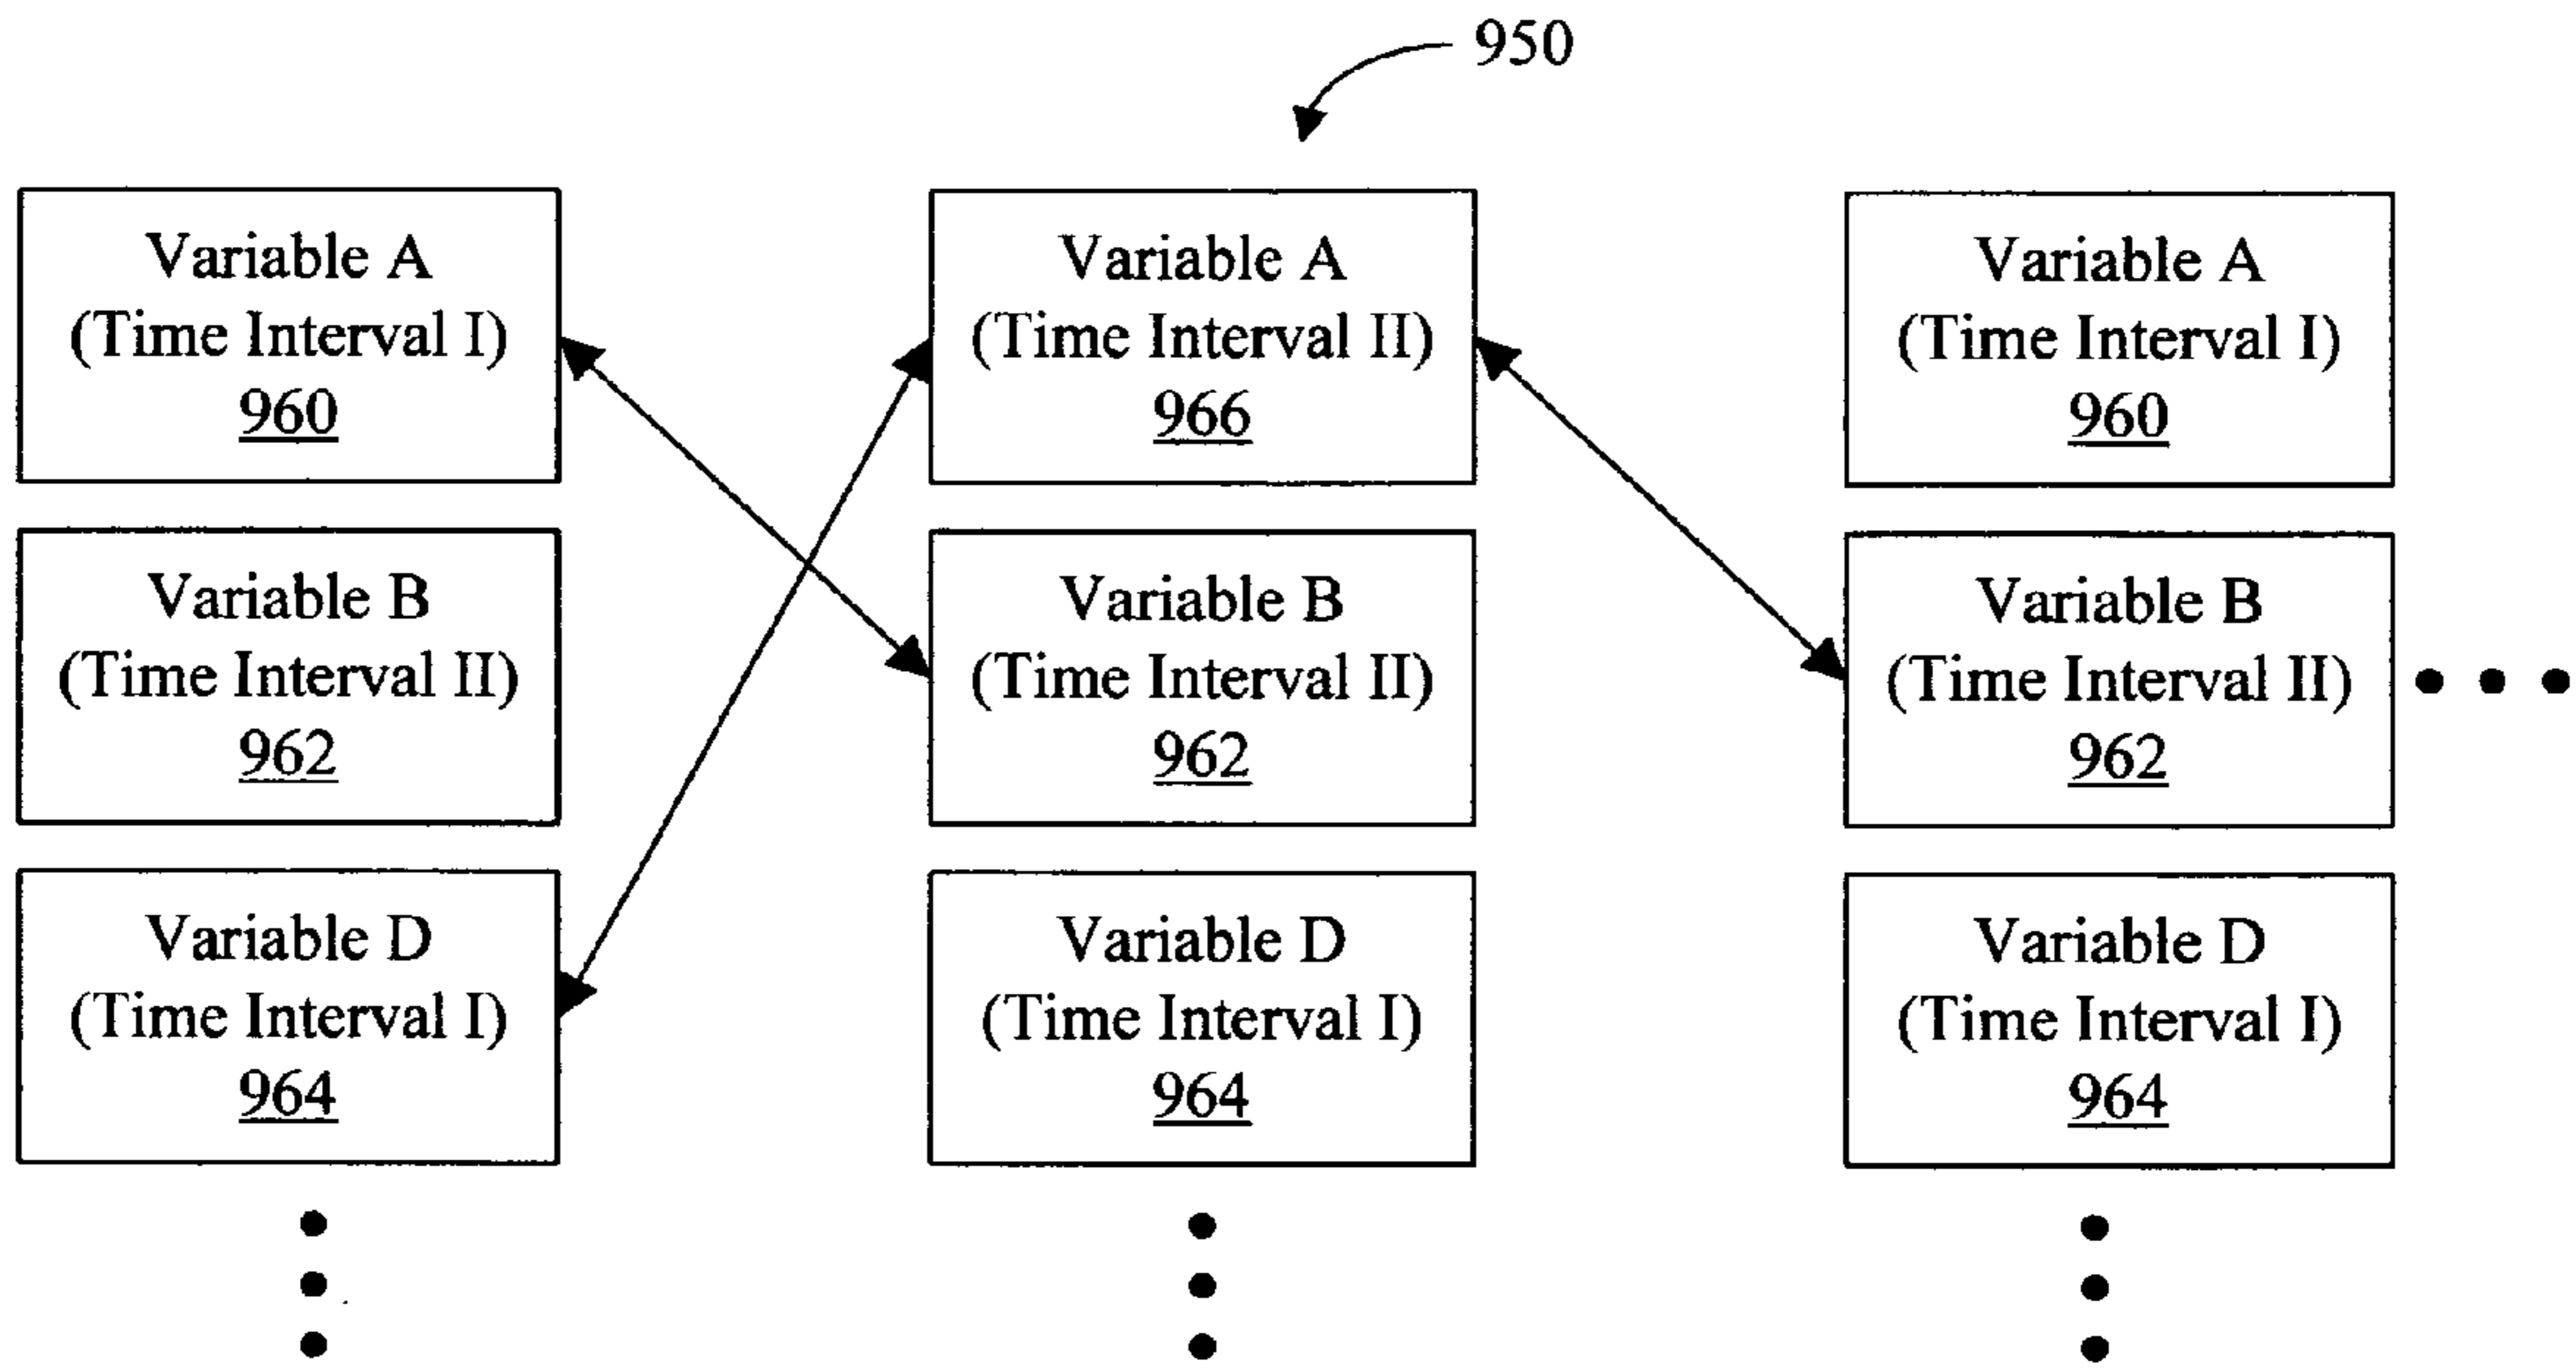 950
Variable A
(Time Interval I)
960
Variable A
(Time Interval II)
966
Variable A
(Time Interval I)
960
Variable B
(Time Interval II)
962
Variable B
(Time Interval II)
962
Variable B
(Time Interval II)
962
Variable D
(Time Interval I)
964
Variable D
(Time Interval I)
964
Variable D
(Time Interval I)
964